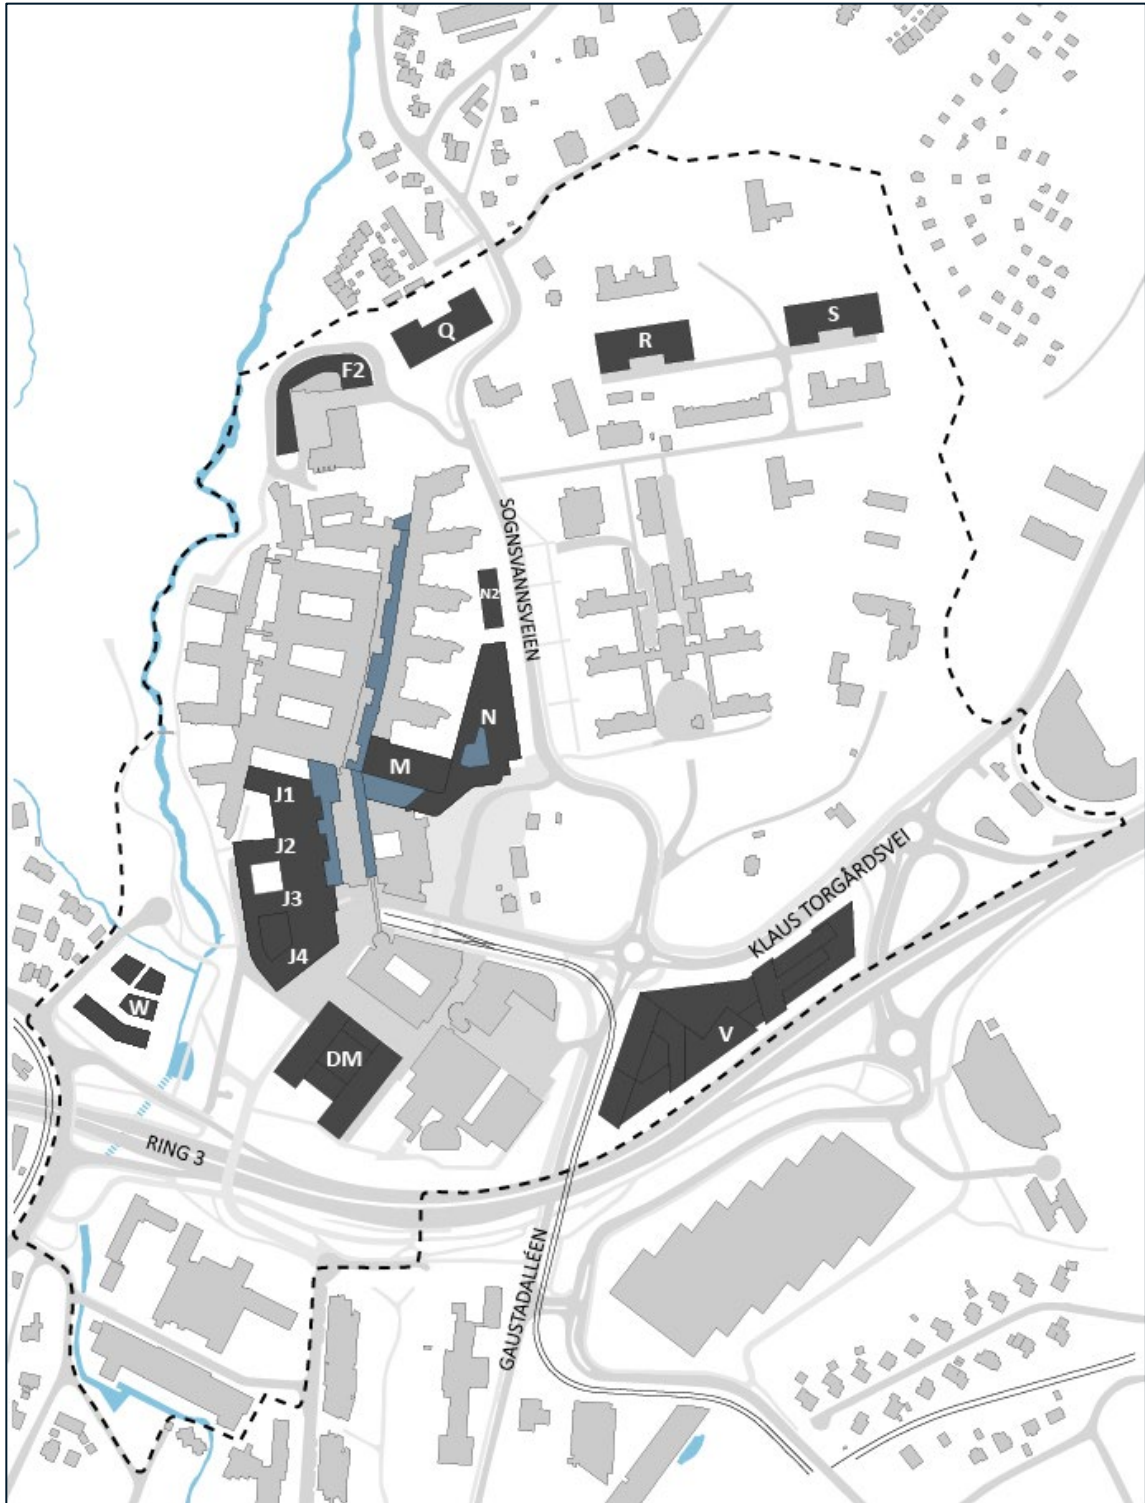 Q
S
R
F2
SOGNSVANNSVEIEN
N2
N
M
J1
J2
J3
J4
KLAUS TORGÅRDSVEI
W
V
DM
RING 3
GAUSTADALLÉEN